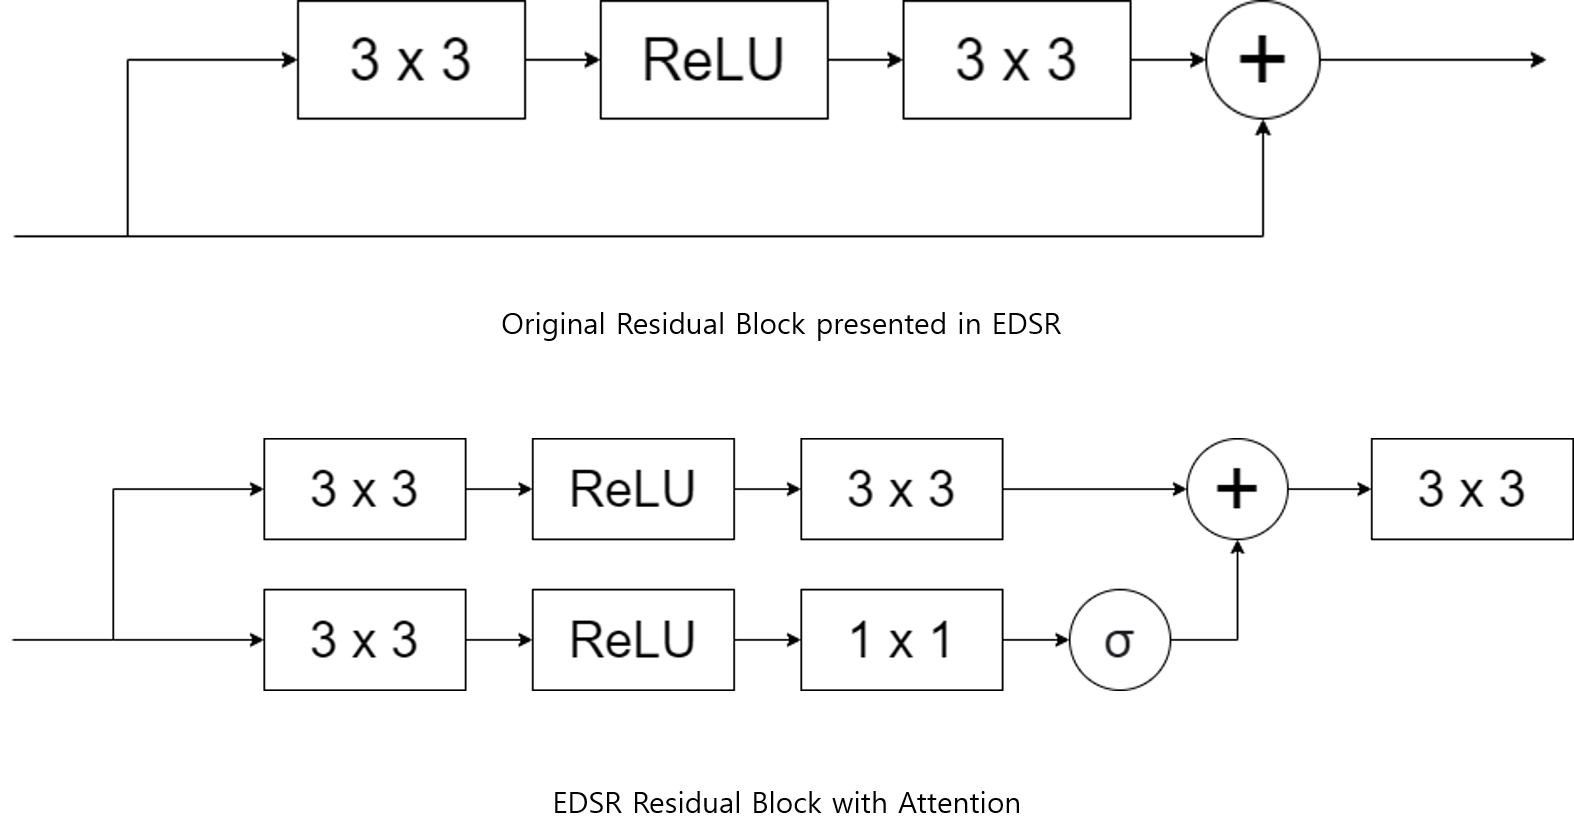 3 x 3 ReLU 3 x 3 +
Original Residual Block presented in EDSR
3 x 3 ReLU 3 x 3 + 3 x 3
3 x 3 ReLU 1 x 1 σ
EDSR Residual Block with Attention